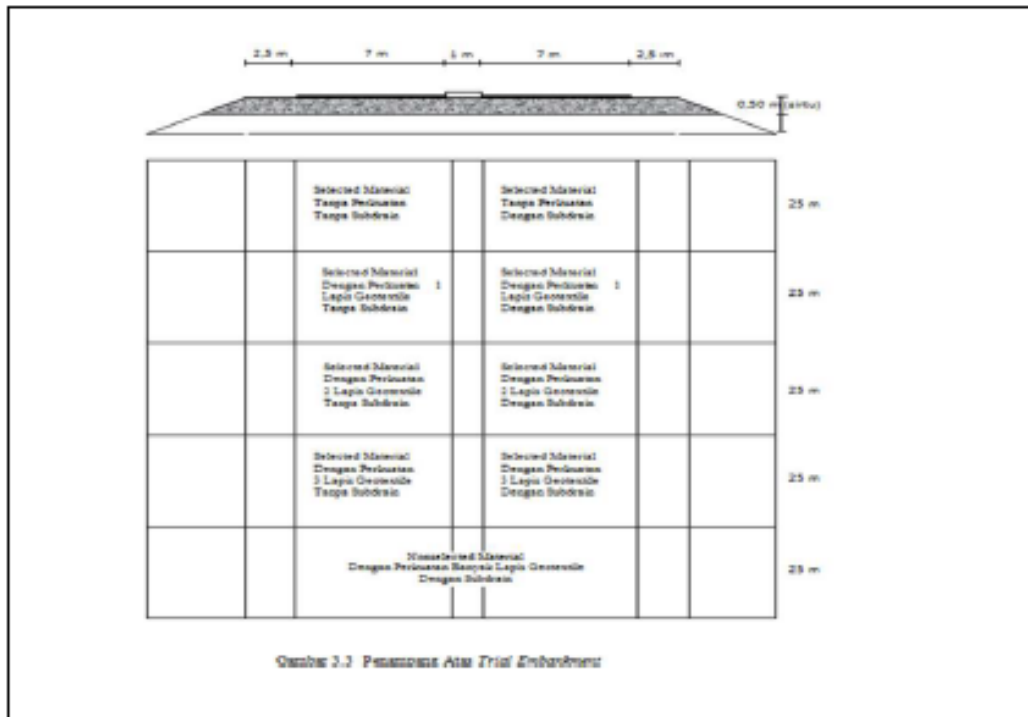 2,5 m 7 m 1 m 7 m 2,5 m
0,50 m (sirtu)
Selected Material
Tanpa Perkuatan
Tanpa Subdrain
Selected Material
Tanpa Perkuatan
Dengan Subdrain
25 m
Selected Material
Dengan Perkuatan 1
Lapis Geotextile
Tanpa Subdrain
Selected Material
Dengan Perkuatan 1
Lapis Geotextile
Dengan Subdrain
25 m
Selected Material
Dengan Perkuatan
2 Lapis Geotextile
Tanpa Subdrain
Selected Material
Dengan Perkuatan
2 Lapis Geotextile
Dengan Subdrain
25 m
Selected Material
Dengan Perkuatan
3 Lapis Geotextile
Tanpa Subdrain
Selected Material
Dengan Perkuatan
3 Lapis Geotextile
Dengan Subdrain
25 m
Nonselected Material
Dengan Perkuatan Banyak Lapis Geotextile
Dengan Subdrain
25 m
Gambar 3.3 Penampang Atas Trial Embankment